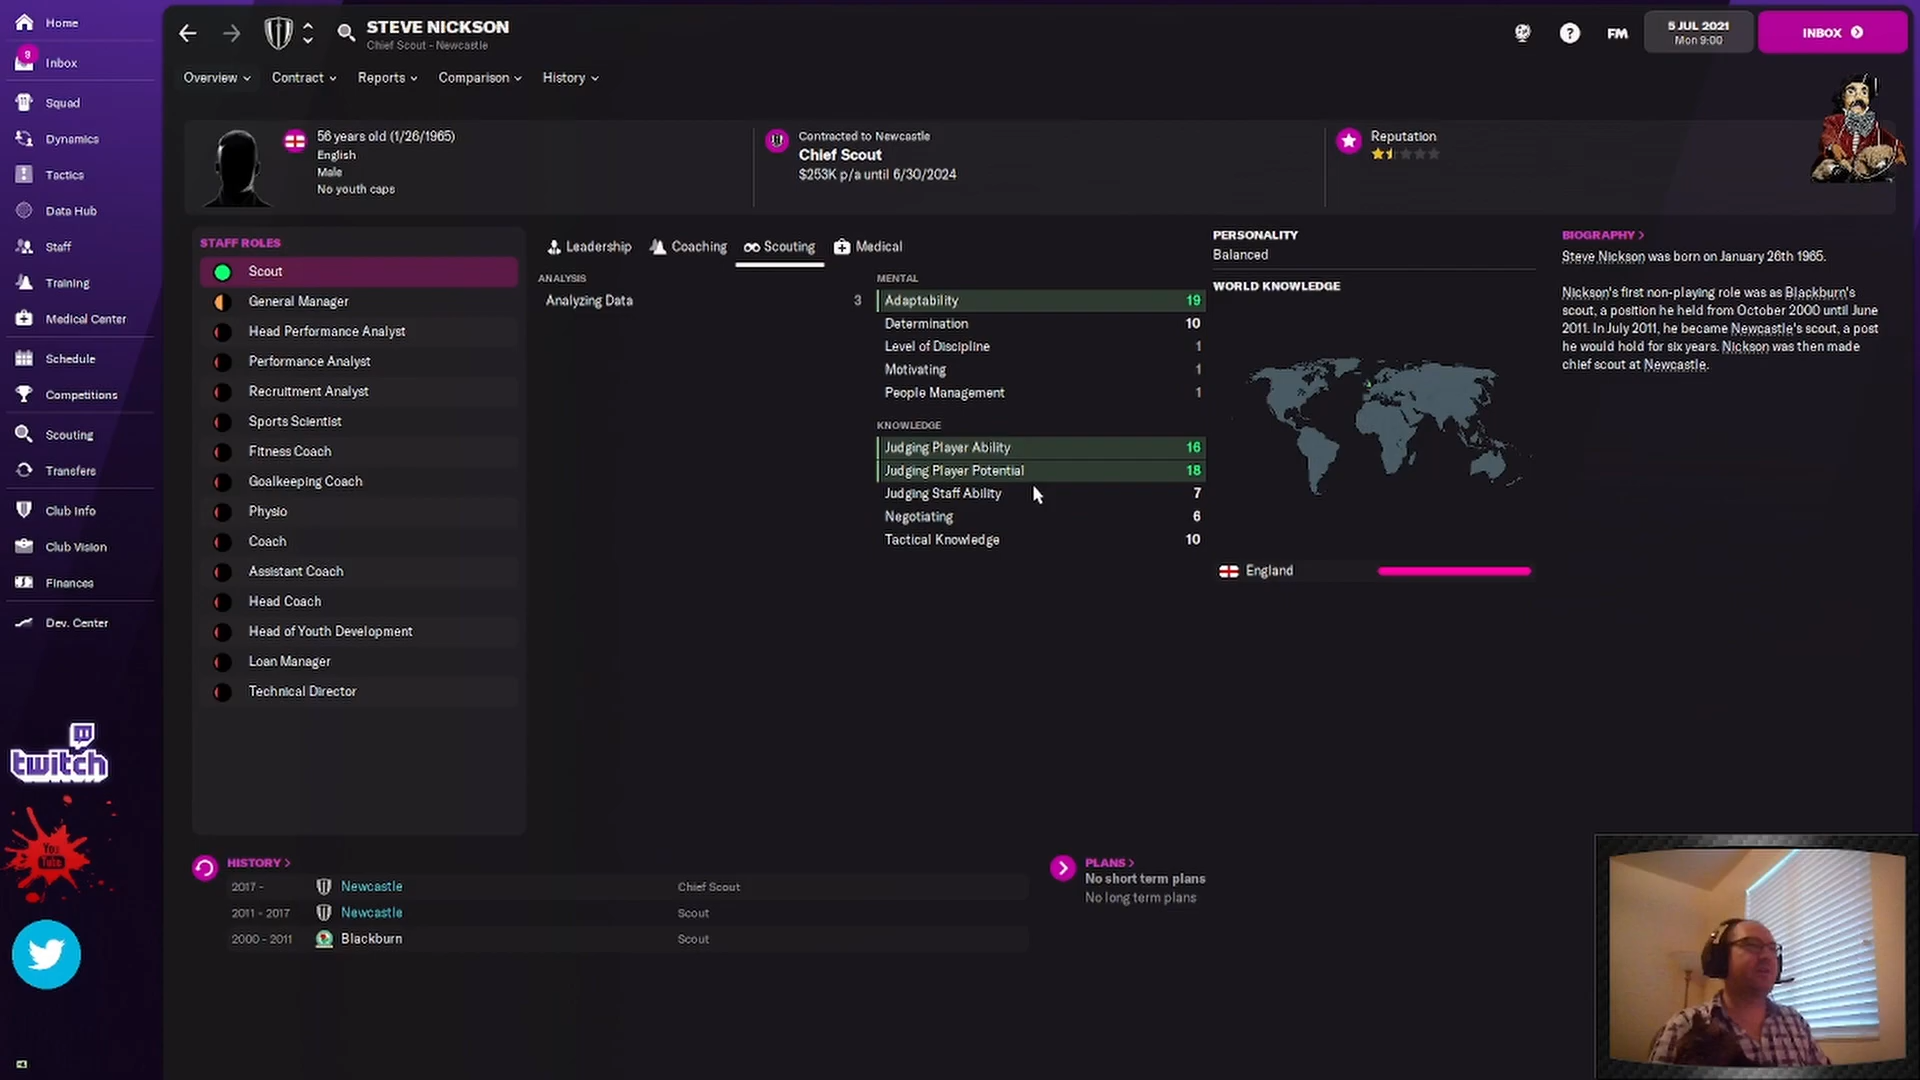 Home
8
Inbox
Squad
Dynamics
Tactics
Data Hub
Staff
Training
Medical Center
Schedule
Competitions
Scouting
Transfers
Club Info
Club Vision
Finances
Dev. Center
twitch
You Tube
STEVE NICKSON
Chief Scout - Newcastle
FM
5 JUL 2021
Mon 9:00
INBOX
Overview
Contract
Reports
Comparison
History
56 years old (1/26/1965)
English
Male
No youth caps
Contracted to Newcastle
Chief Scout
$253K p/a until 6/30/2024
Reputation
STAFF ROLES
Scout
General Manager
Head Performance Analyst
Performance Analyst
Recruitment Analyst
Sports Scientist
Fitness Coach
Goalkeeping Coach
Physio
Coach
Assistant Coach
Head Coach
Head of Youth Development
Loan Manager
Technical Director
Leadership
Coaching
Scouting
Medical
ANALYSIS
Analyzing Data 3
MENTAL
Adaptability 19
Determination 10
Level of Discipline 1
Motivating 1
People Management 1
KNOWLEDGE
Judging Player Ability 16
Judging Player Potential 18
Judging Staff Ability 7
Negotiating 6
Tactical Knowledge 10
PERSONALITY
Balanced
WORLD KNOWLEDGE
England
BIOGRAPHY >
Steve Nickson was born on January 26th 1965.
Nickson's first non-playing role was as Blackburn's
scout, a position he held from October 2000 until June
2011. In July 2011, he became Newcastle's scout, a post
he would hold for six years. Nickson was then made
chief scout at Newcastle.
HISTORY >
2017 - Newcastle Chief Scout
2011 - 2017 Newcastle Scout
2000 - 2011 Blackburn Scout
PLANS >
No short term plans
No long term plans